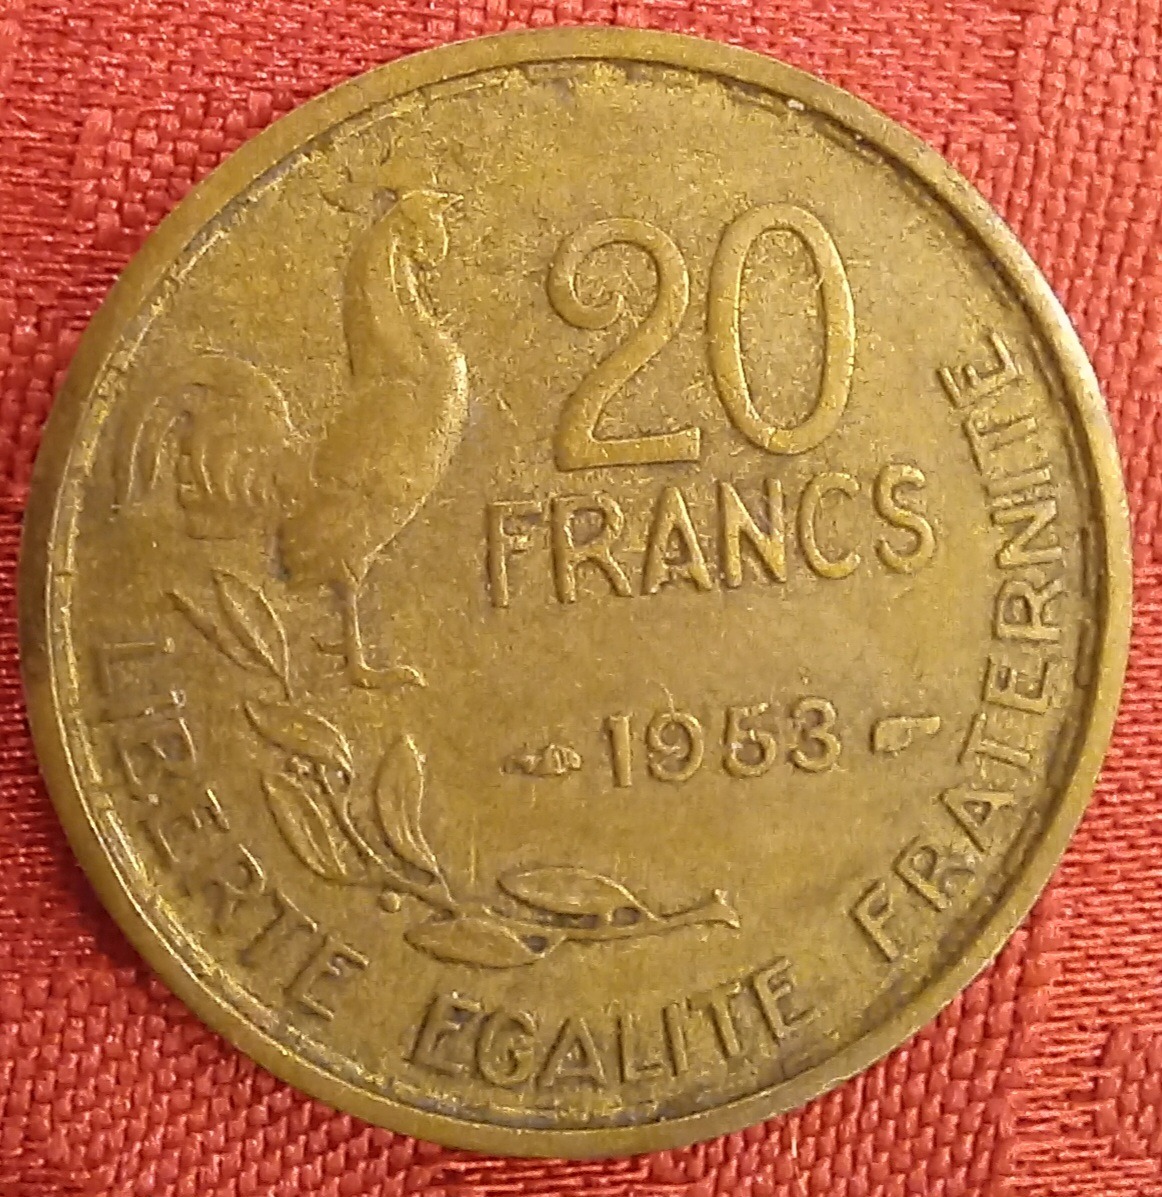 20
FRANCS
1953
LIBERTE EGALITE FRATERNITE